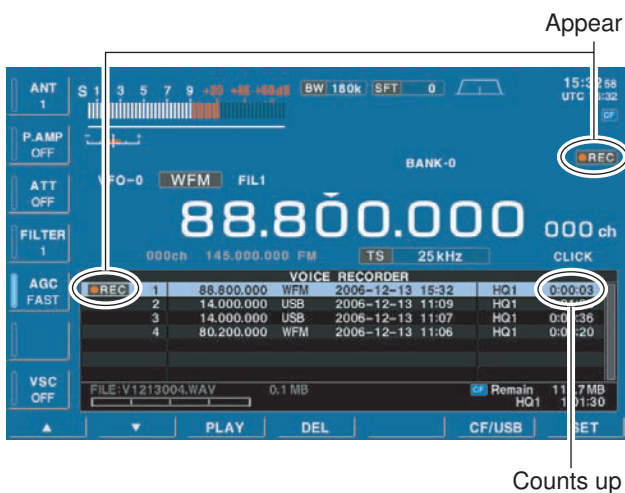 Appear
ANT
1
S 1 3 5 7 9 +20 +40 +60dB
BW 180k SFT 0
15:32 58
UTC
CF
P.AMP
OFF
BANK-0
REC
VFO-0 WFM FIL1
ATT
OFF
88.800.000
000 ch
FILTER
1
000ch 145.000.000 FM
TS 25kHz
CLICK
VOICE RECORDER
AGC
FAST
REC 1 88.800.000 WFM 2006-12-13 15:32 HQ1 0:00:03
2 14.000.000 USB 2006-12-13 11:09 HQ1
3 14.000.000 USB 2006-12-13 11:07 HQ1
4 80.200.000 WFM 2006-12-13 11:06 HQ1
VSC
OFF
FILE:V1213004.WAV 0.1 MB
CF Remain
HQ1
▲ ▼ PLAY DEL CF/USB SET
Counts up